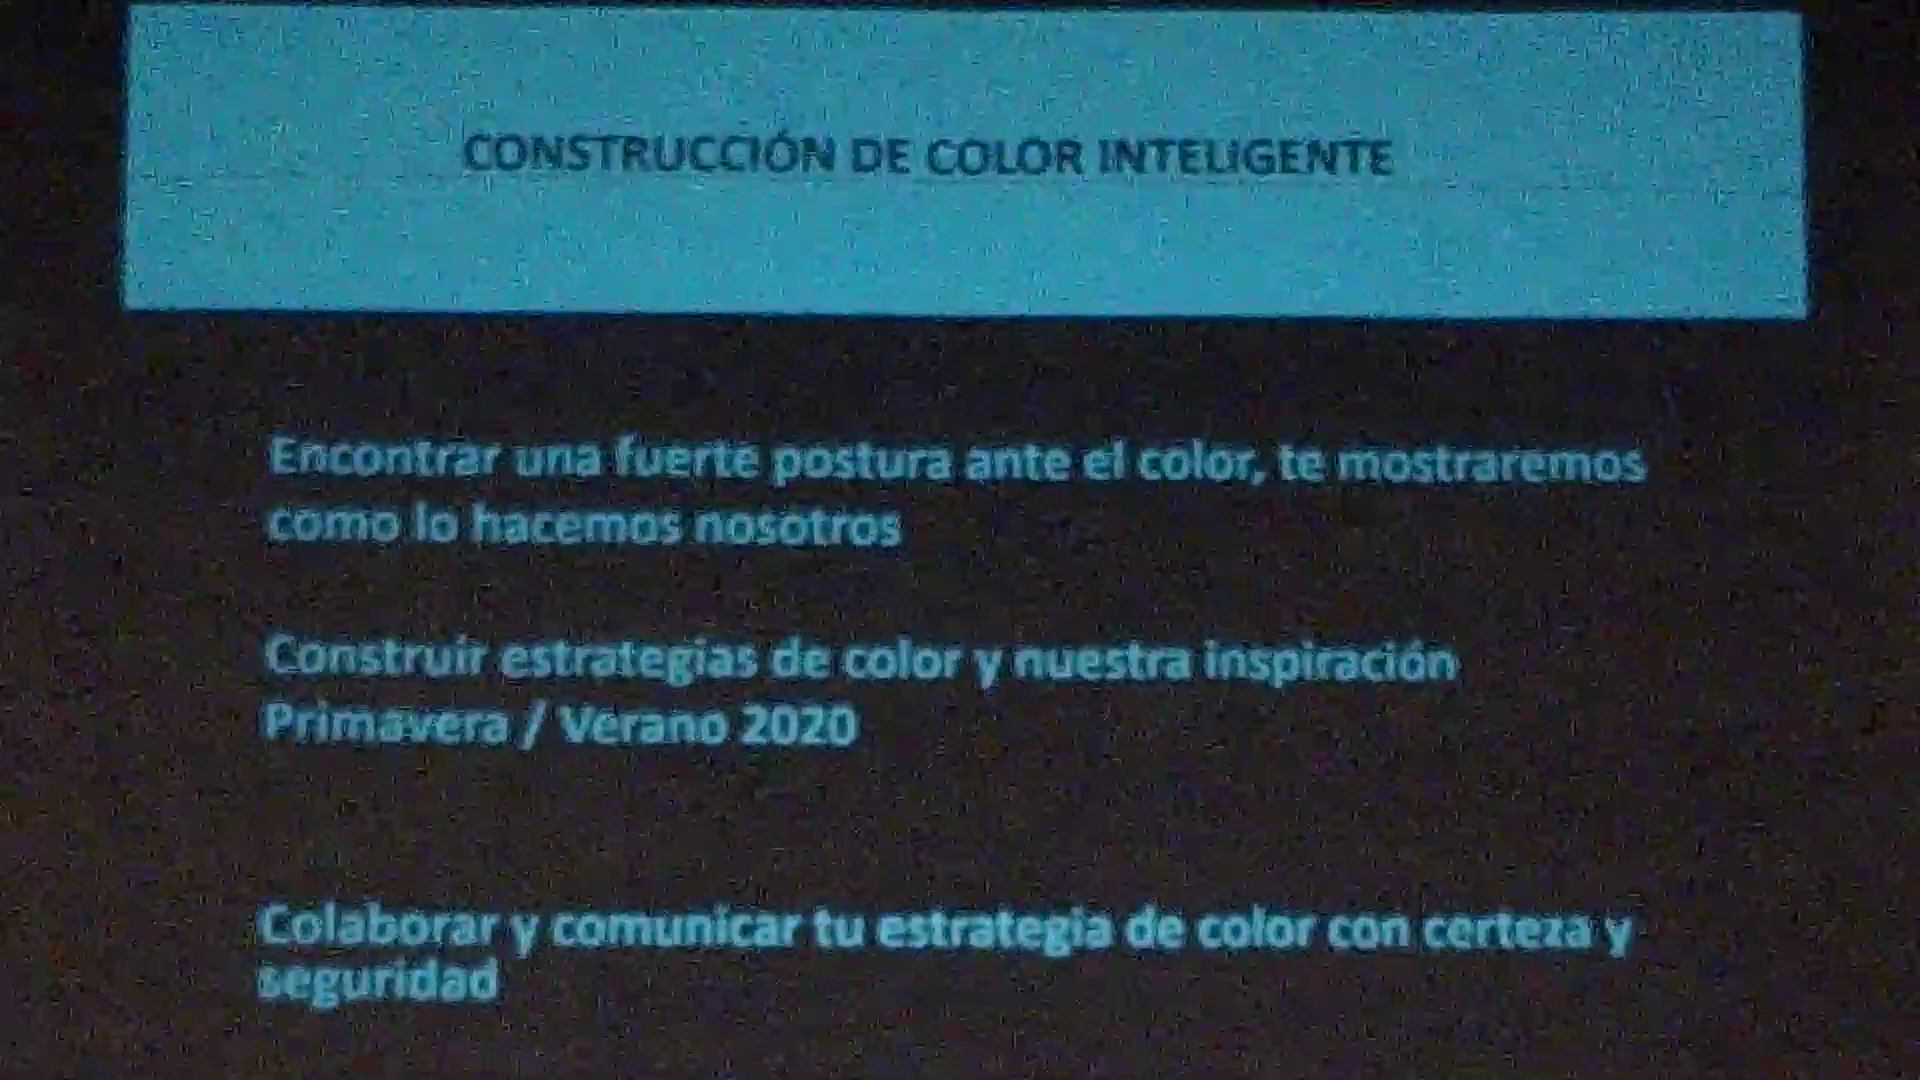 CONSTRUCCIÓN DE COLOR INTELIGENTE
Encontrar una fuerte postura ante el color, te mostraremos
como lo hacemos nosotros
Construir estrategias de color y nuestra inspiración
Primavera / Verano 2020
Colaborar y comunicar tu estrategia de color con certeza y
seguridad